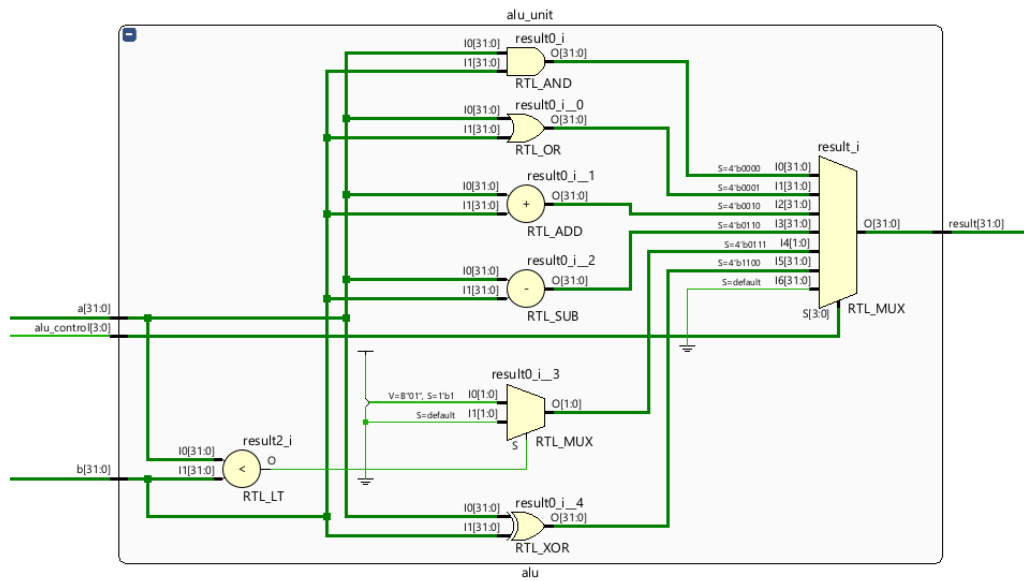 alu_unit
result0_i
I0[31:0]
O[31:0]
I1[31:0]
RTL_AND
result0_i__0
I0[31:0]
O[31:0]
I1[31:0]
RTL_OR
result_i
result0_i__1
S=4'b0000
I0[31:0]
I0[31:0]
O[31:0]
S=4'b0001
I1[31:0]
I1[31:0]
S=4'b0010
I2[31:0]
RTL_ADD
S=4'b0110
I3[31:0]
O[31:0]
result[31:0]
S=4'b0111
I4[1:0]
result0_i__2
S=4'b1100
I5[31:0]
I0[31:0]
O[31:0]
S=default
I6[31:0]
I1[31:0]
RTL_SUB
S[3:0]
RTL_MUX
+
-
a[31:0]
alu_control[3:0]
result0_i__3
V=B"01", S=1'b1
I0[1:0]
O[1:0]
S=default
I1[1:0]
S
RTL_MUX
result2_i
I0[31:0]
O
b[31:0]
I1[31:0]
<
RTL_LT
result0_i__4
I0[31:0]
O[31:0]
I1[31:0]
RTL_XOR
alu